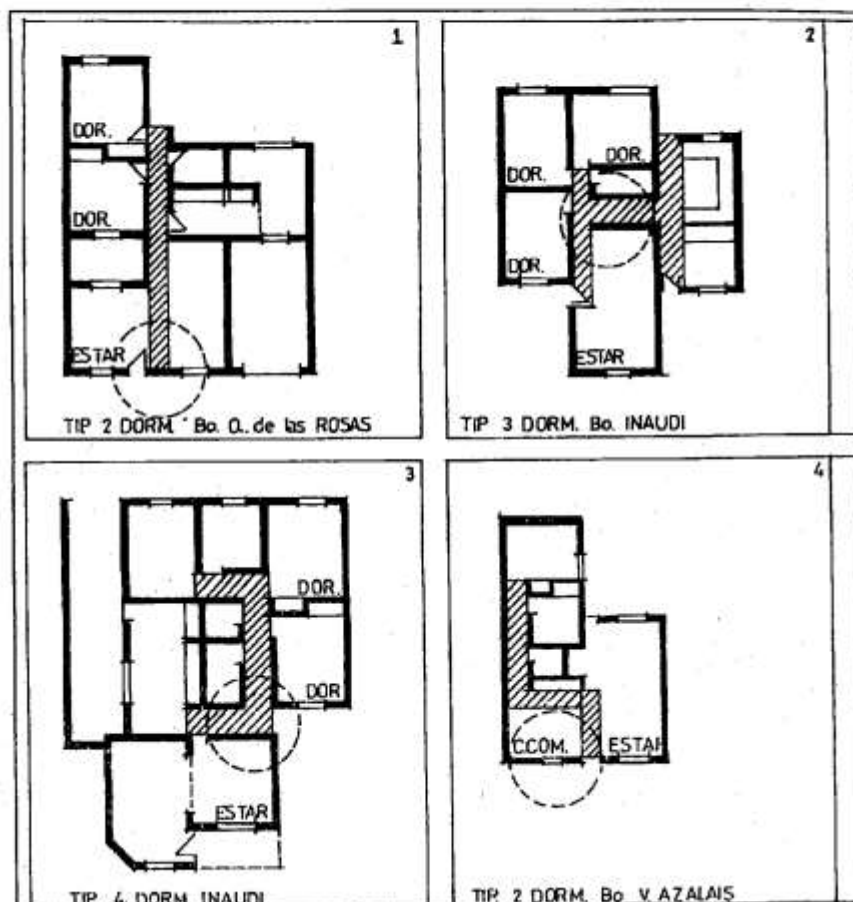 1
DOR.
DOR.
ESTAR
TIP 2 DORM. Bo. Q. de las ROSAS
2
DOR.
DOR.
DOR.
ESTAR
TIP 3 DORM. Bo. INAUDI
3
DOR.
DOR
ESTAR
TIP 4 DORM. INAUDI
4
C.COM.
ESTAR
TIP. 2 DORM. Bo V. AZALAIS